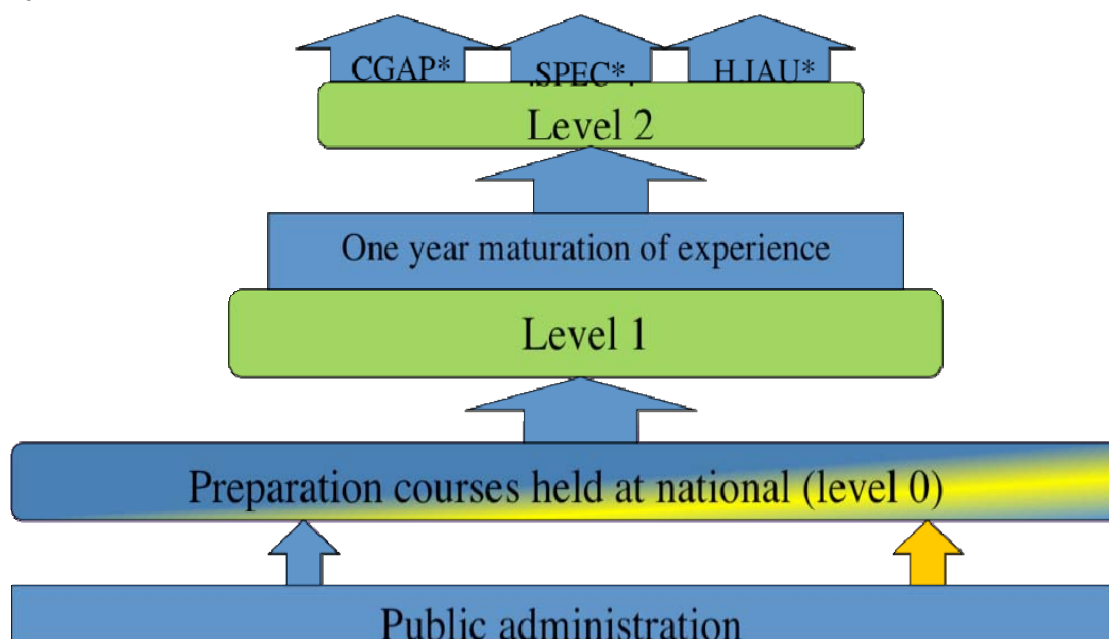 CGAP* SPEC* HJAU*
Level 2
One year maturation of experience
Level 1
Preparation courses held at national (level 0)
Public administration